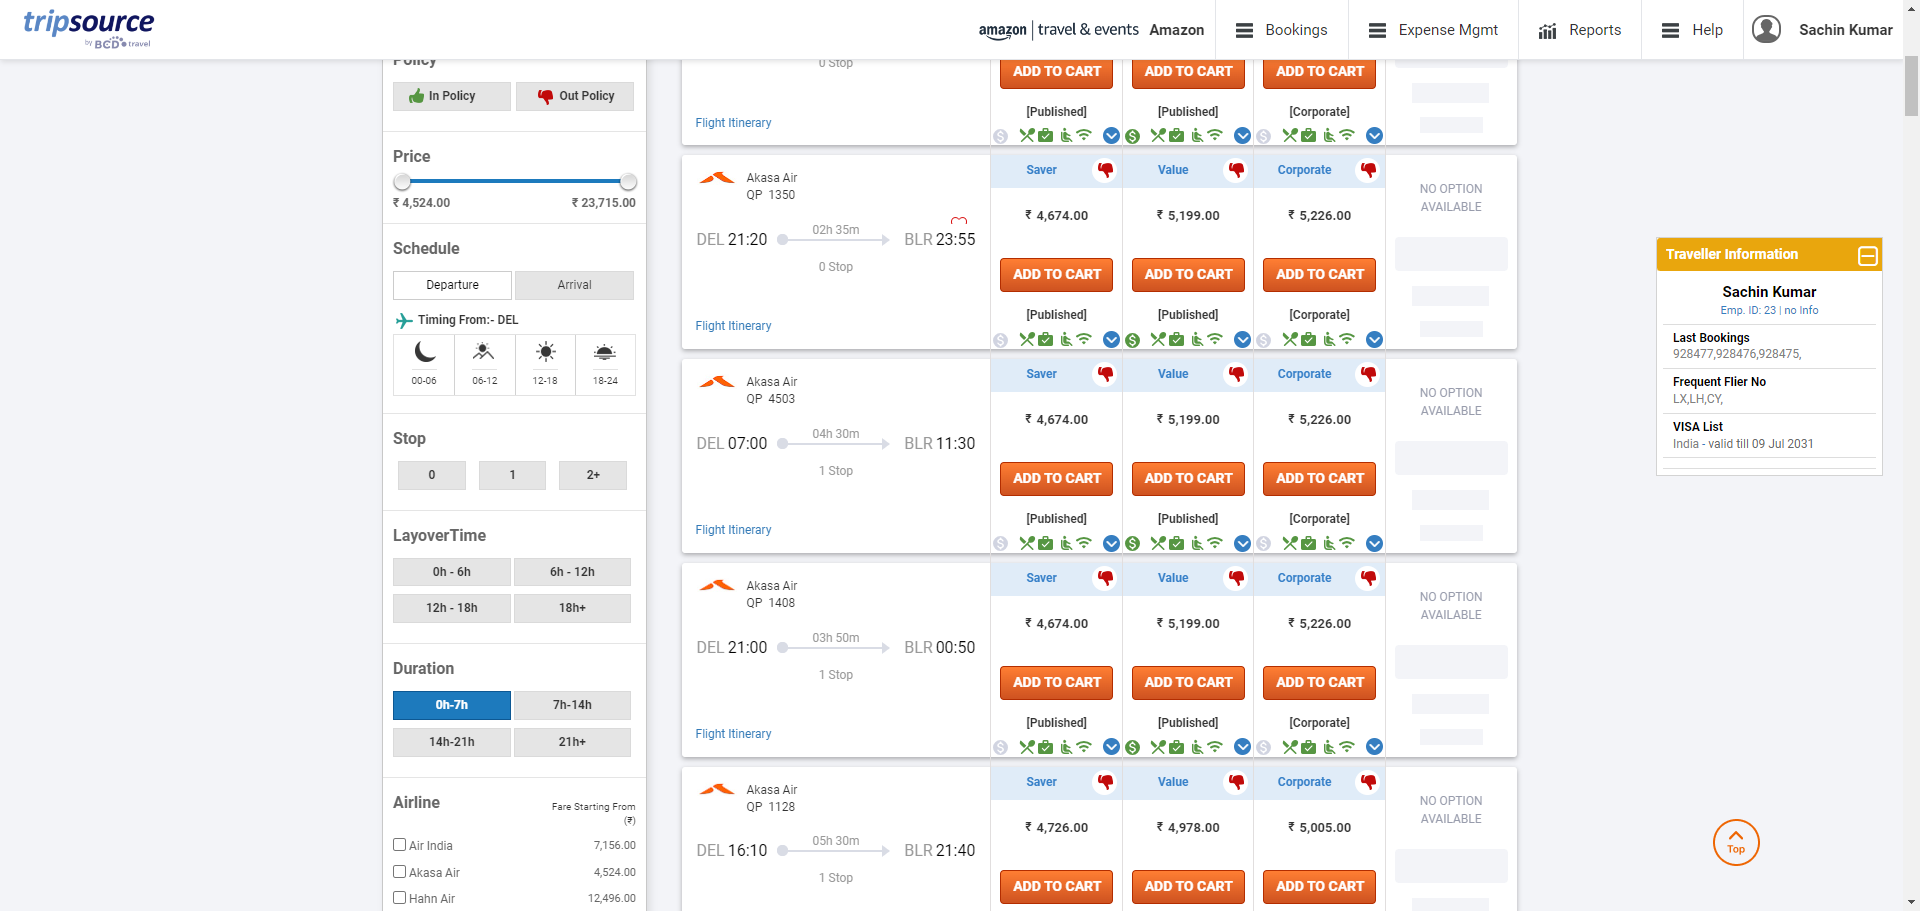 tripsource
by BCD travel
amazon | travel & events Amazon
Bookings
Expense Mgmt
Reports
Help
Sachin Kumar
Policy
In Policy
Out Policy
Price
₹ 4,524.00
₹ 23,715.00
Schedule
Departure
Arrival
Timing From:- DEL
00-06
06-12
12-18
18-24
Stop
0
1
2+
LayoverTime
0h - 6h
6h - 12h
12h - 18h
18h+
Duration
0h-7h
7h-14h
14h-21h
21h+
Airline
Fare Starting From
(₹)
Air India
7,156.00
Akasa Air
4,524.00
Hahn Air
12,496.00
0 Stop
Flight Itinerary
ADD TO CART
ADD TO CART
ADD TO CART
[Published]
[Published]
[Corporate]
Akasa Air
QP 1350
DEL 21:20
02h 35m
BLR 23:55
0 Stop
Flight Itinerary
Saver
Value
Corporate
₹ 4,674.00
₹ 5,199.00
₹ 5,226.00
ADD TO CART
ADD TO CART
ADD TO CART
[Published]
[Published]
[Corporate]
NO OPTION
AVAILABLE
Akasa Air
QP 4503
DEL 07:00
04h 30m
BLR 11:30
1 Stop
Flight Itinerary
Saver
Value
Corporate
₹ 4,674.00
₹ 5,199.00
₹ 5,226.00
ADD TO CART
ADD TO CART
ADD TO CART
[Published]
[Published]
[Corporate]
NO OPTION
AVAILABLE
Akasa Air
QP 1408
DEL 21:00
03h 50m
BLR 00:50
1 Stop
Flight Itinerary
Saver
Value
Corporate
₹ 4,674.00
₹ 5,199.00
₹ 5,226.00
ADD TO CART
ADD TO CART
ADD TO CART
[Published]
[Published]
[Corporate]
NO OPTION
AVAILABLE
Akasa Air
QP 1128
DEL 16:10
05h 30m
BLR 21:40
1 Stop
Saver
Value
Corporate
₹ 4,726.00
₹ 4,978.00
₹ 5,005.00
ADD TO CART
ADD TO CART
ADD TO CART
NO OPTION
AVAILABLE
Traveller Information
Sachin Kumar
Emp. ID: 23 | no Info
Last Bookings
928477,928476,928475,
Frequent Flier No
LX,LH,CY,
VISA List
India - valid till 09 Jul 2031
Top